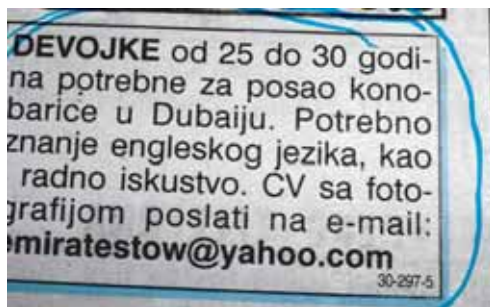 DEVOJKE od 25 do 30 godi-
na potrebne za posao kono-
barice u Dubaiju. Potrebno
znanje engleskog jezika, kao
radno iskustvo. CV sa foto-
grafijom poslati na e-mail:
emiratestow@yahoo.com
30-297-5